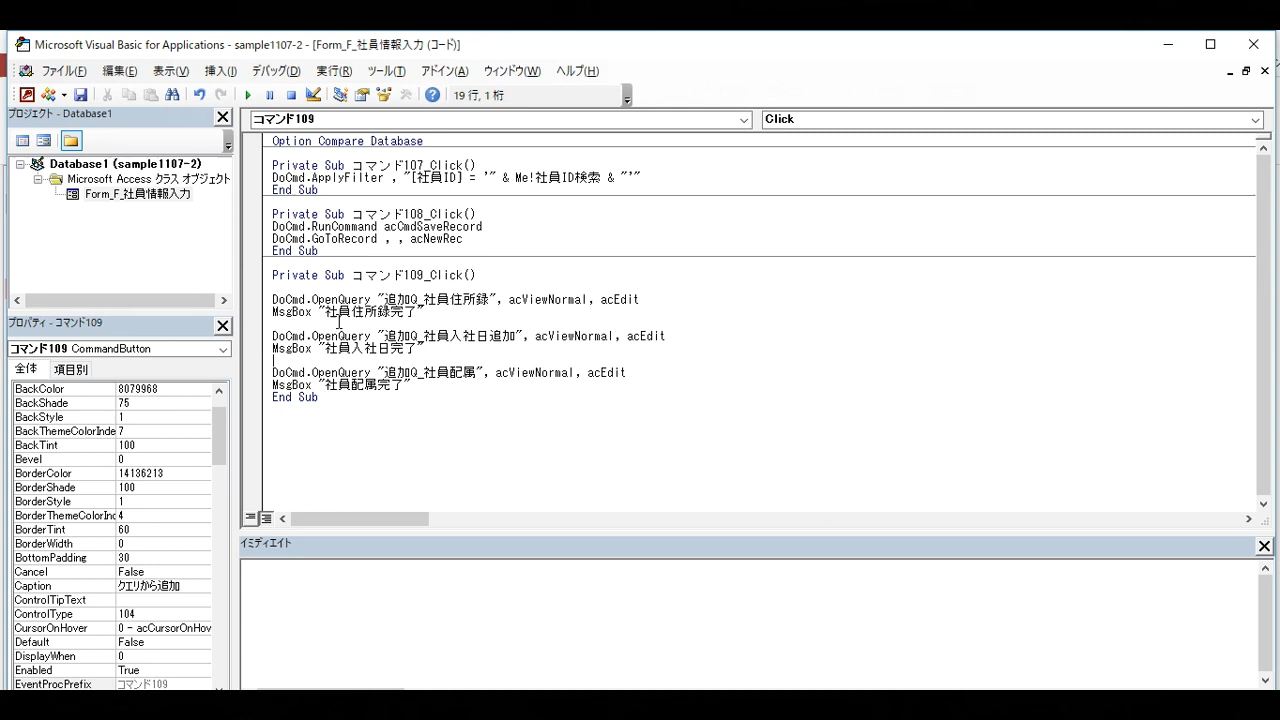 Microsoft Visual Basic for Applications - sample1107-2 - [Form_F_社員情報入力 (コード)]
ファイル(F) 編集(E) 表示(V) 挿入(I) デバッグ(D) 実行(R) ツール(T) アドイン(A) ウィンドウ(W) ヘルプ(H)
19 行, 1 桁
プロジェクト - Database1
コマンド109 Click
Database1 (sample1107-2)
Microsoft Access クラス オブジェクト
Form_F_社員情報入力
Option Compare Database
Private Sub コマンド107_Click()
DoCmd.ApplyFilter , "[社員ID] = '" & Me!社員ID検索 & "'"
End Sub
Private Sub コマンド108_Click()
DoCmd.RunCommand acCmdSaveRecord
DoCmd.GoToRecord , , acNewRec
End Sub
Private Sub コマンド109_Click()
DoCmd.OpenQuery "追加Q_社員住所録", acViewNormal, acEdit
MsgBox "社員住所録完了"
DoCmd.OpenQuery "追加Q_社員入社日追加", acViewNormal, acEdit
MsgBox "社員入社日完了"
DoCmd.OpenQuery "追加Q_社員配属", acViewNormal, acEdit
MsgBox "社員配属完了"
End Sub
プロパティ - コマンド109
コマンド109 CommandButton
全体 項目別
BackColor 8079968
BackShade 75
BackStyle 1
BackThemeColorInde 7
BackTint 100
Bevel 0
BorderColor 14136213
BorderShade 100
BorderStyle 1
BorderThemeColorInd 4
BorderTint 60
BorderWidth 0
BottomPadding 30
Cancel False
Caption クエリから追加
ControlTipText
ControlType 104
CursorOnHover 0 - acCursorOnHov
Default False
DisplayWhen 0
Enabled True
EventProcPrefix コマンド109
イミディエイト